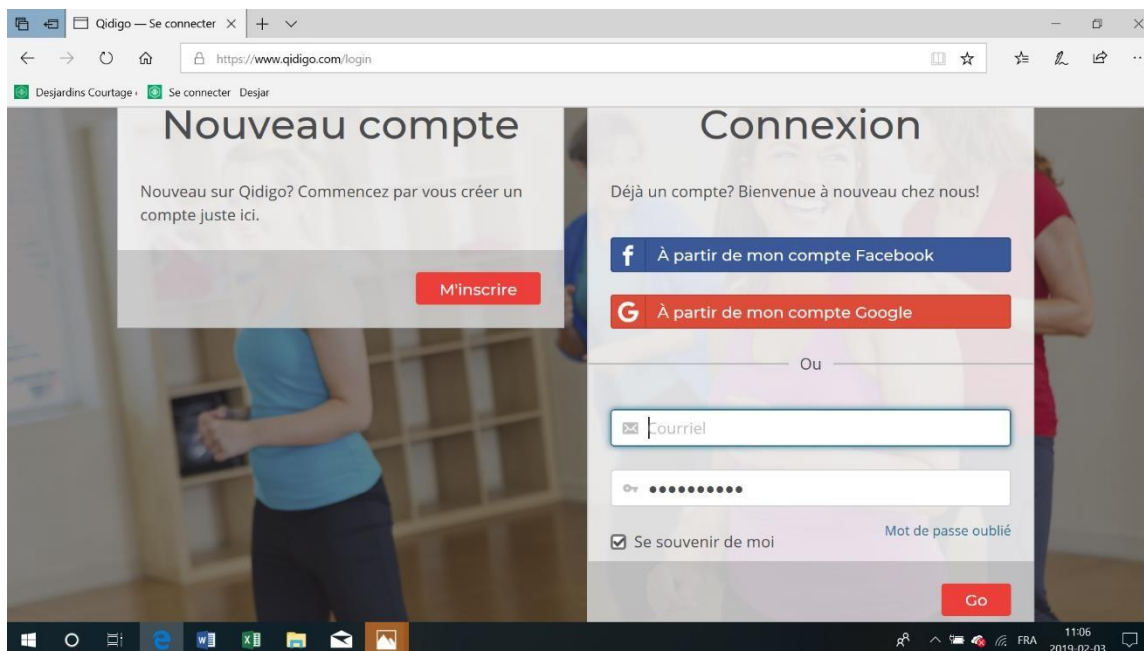 Qidigo — Se connecter
https://www.qidigo.com/login
Desjardins Courtage
Se connecter Desjar
Nouveau compte
Nouveau sur Qidigo? Commencez par vous créer un
compte juste ici.
M'inscrire
Connexion
Déjà un compte? Bienvenue à nouveau chez nous!
f À partir de mon compte Facebook
G À partir de mon compte Google
Ou
Courriel
••••••••••
Se souvenir de moi
Mot de passe oublié
Go
FRA
11:06
2019-02-03